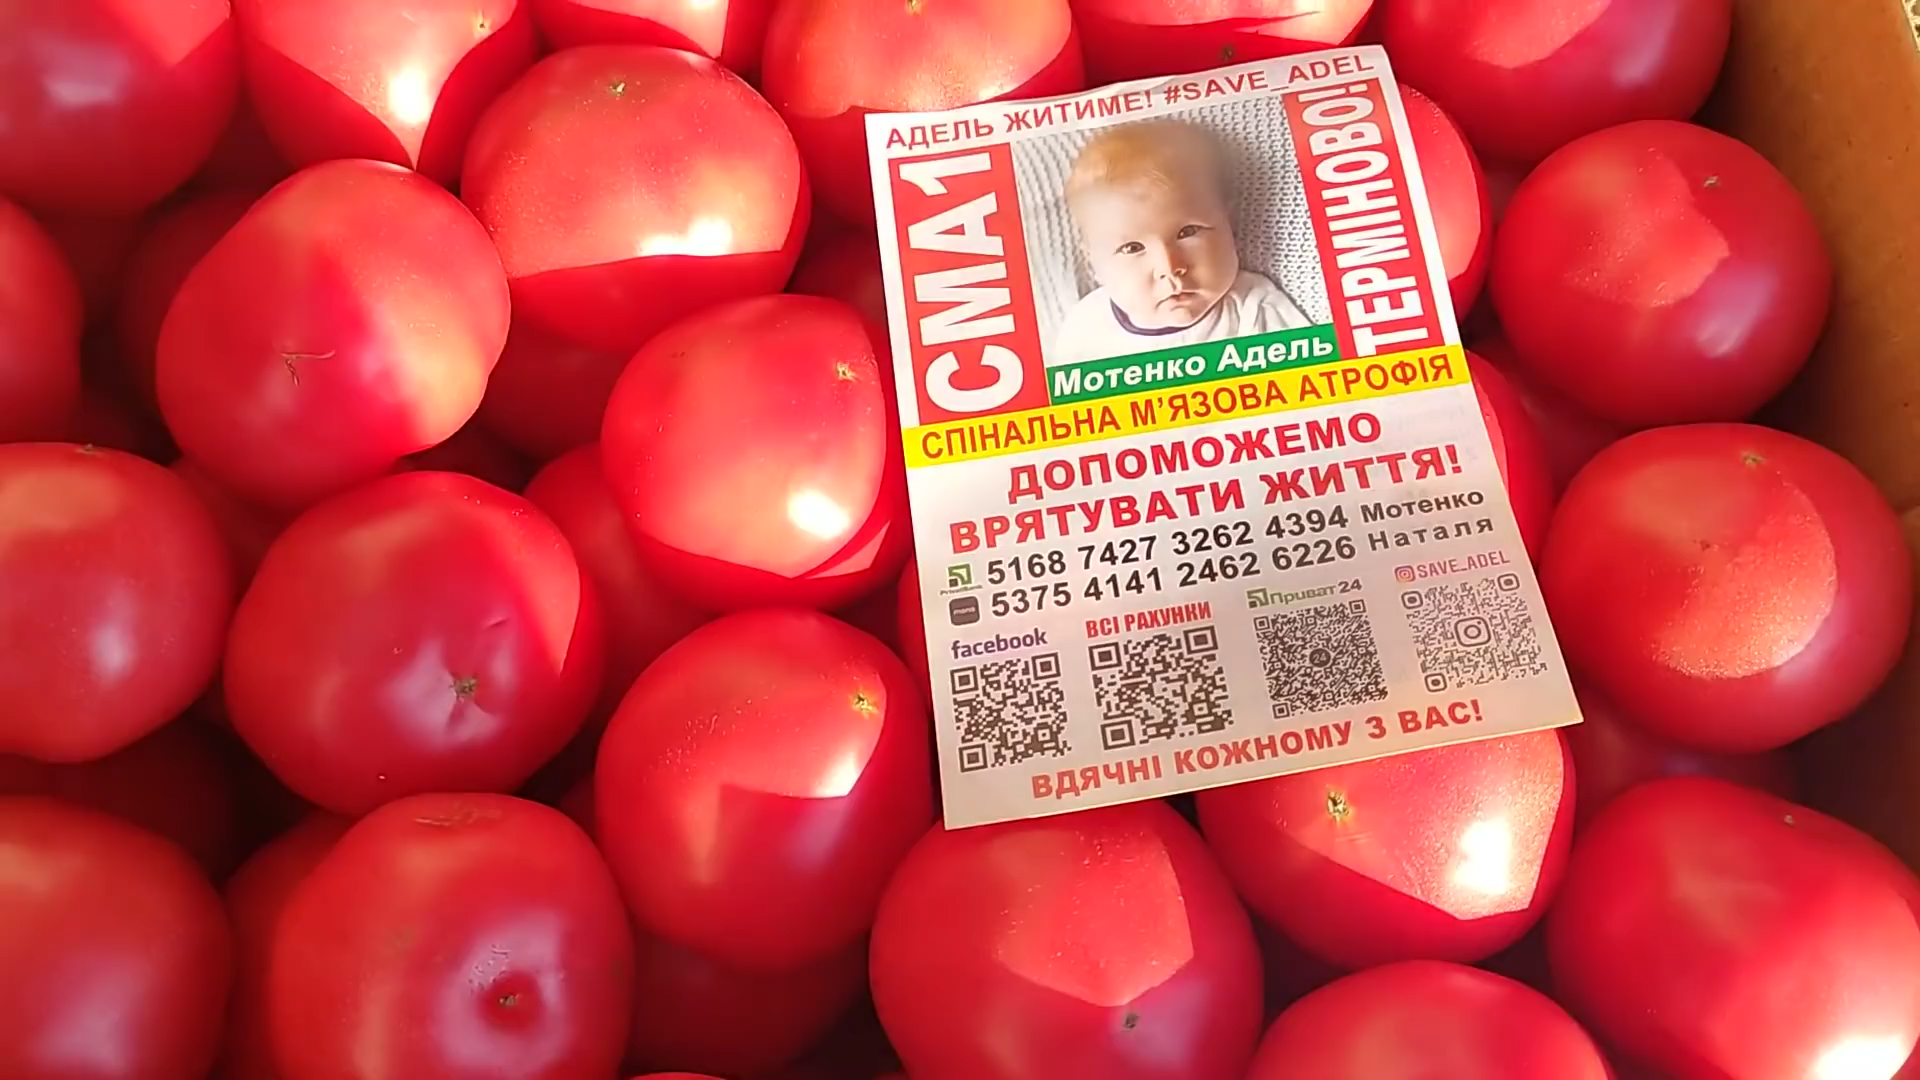 АДЕЛЬ ЖИТИМЕ! #SAVE_ADEL
СМА1
ТЕРМІНОВО!
Мотенко Адель
СПІНАЛЬНА М'ЯЗОВА АТРОФІЯ
ДОПОМОЖЕМО
ВРЯТУВАТИ ЖИТТЯ!
5168 7427 3262 4394 Мотенко
5375 4141 2462 6226 Наталя
facebook
ВСІ РАХУНКИ
Приват24
SAVE_ADEL
24
ВДЯЧНІ КОЖНОМУ З ВАС!